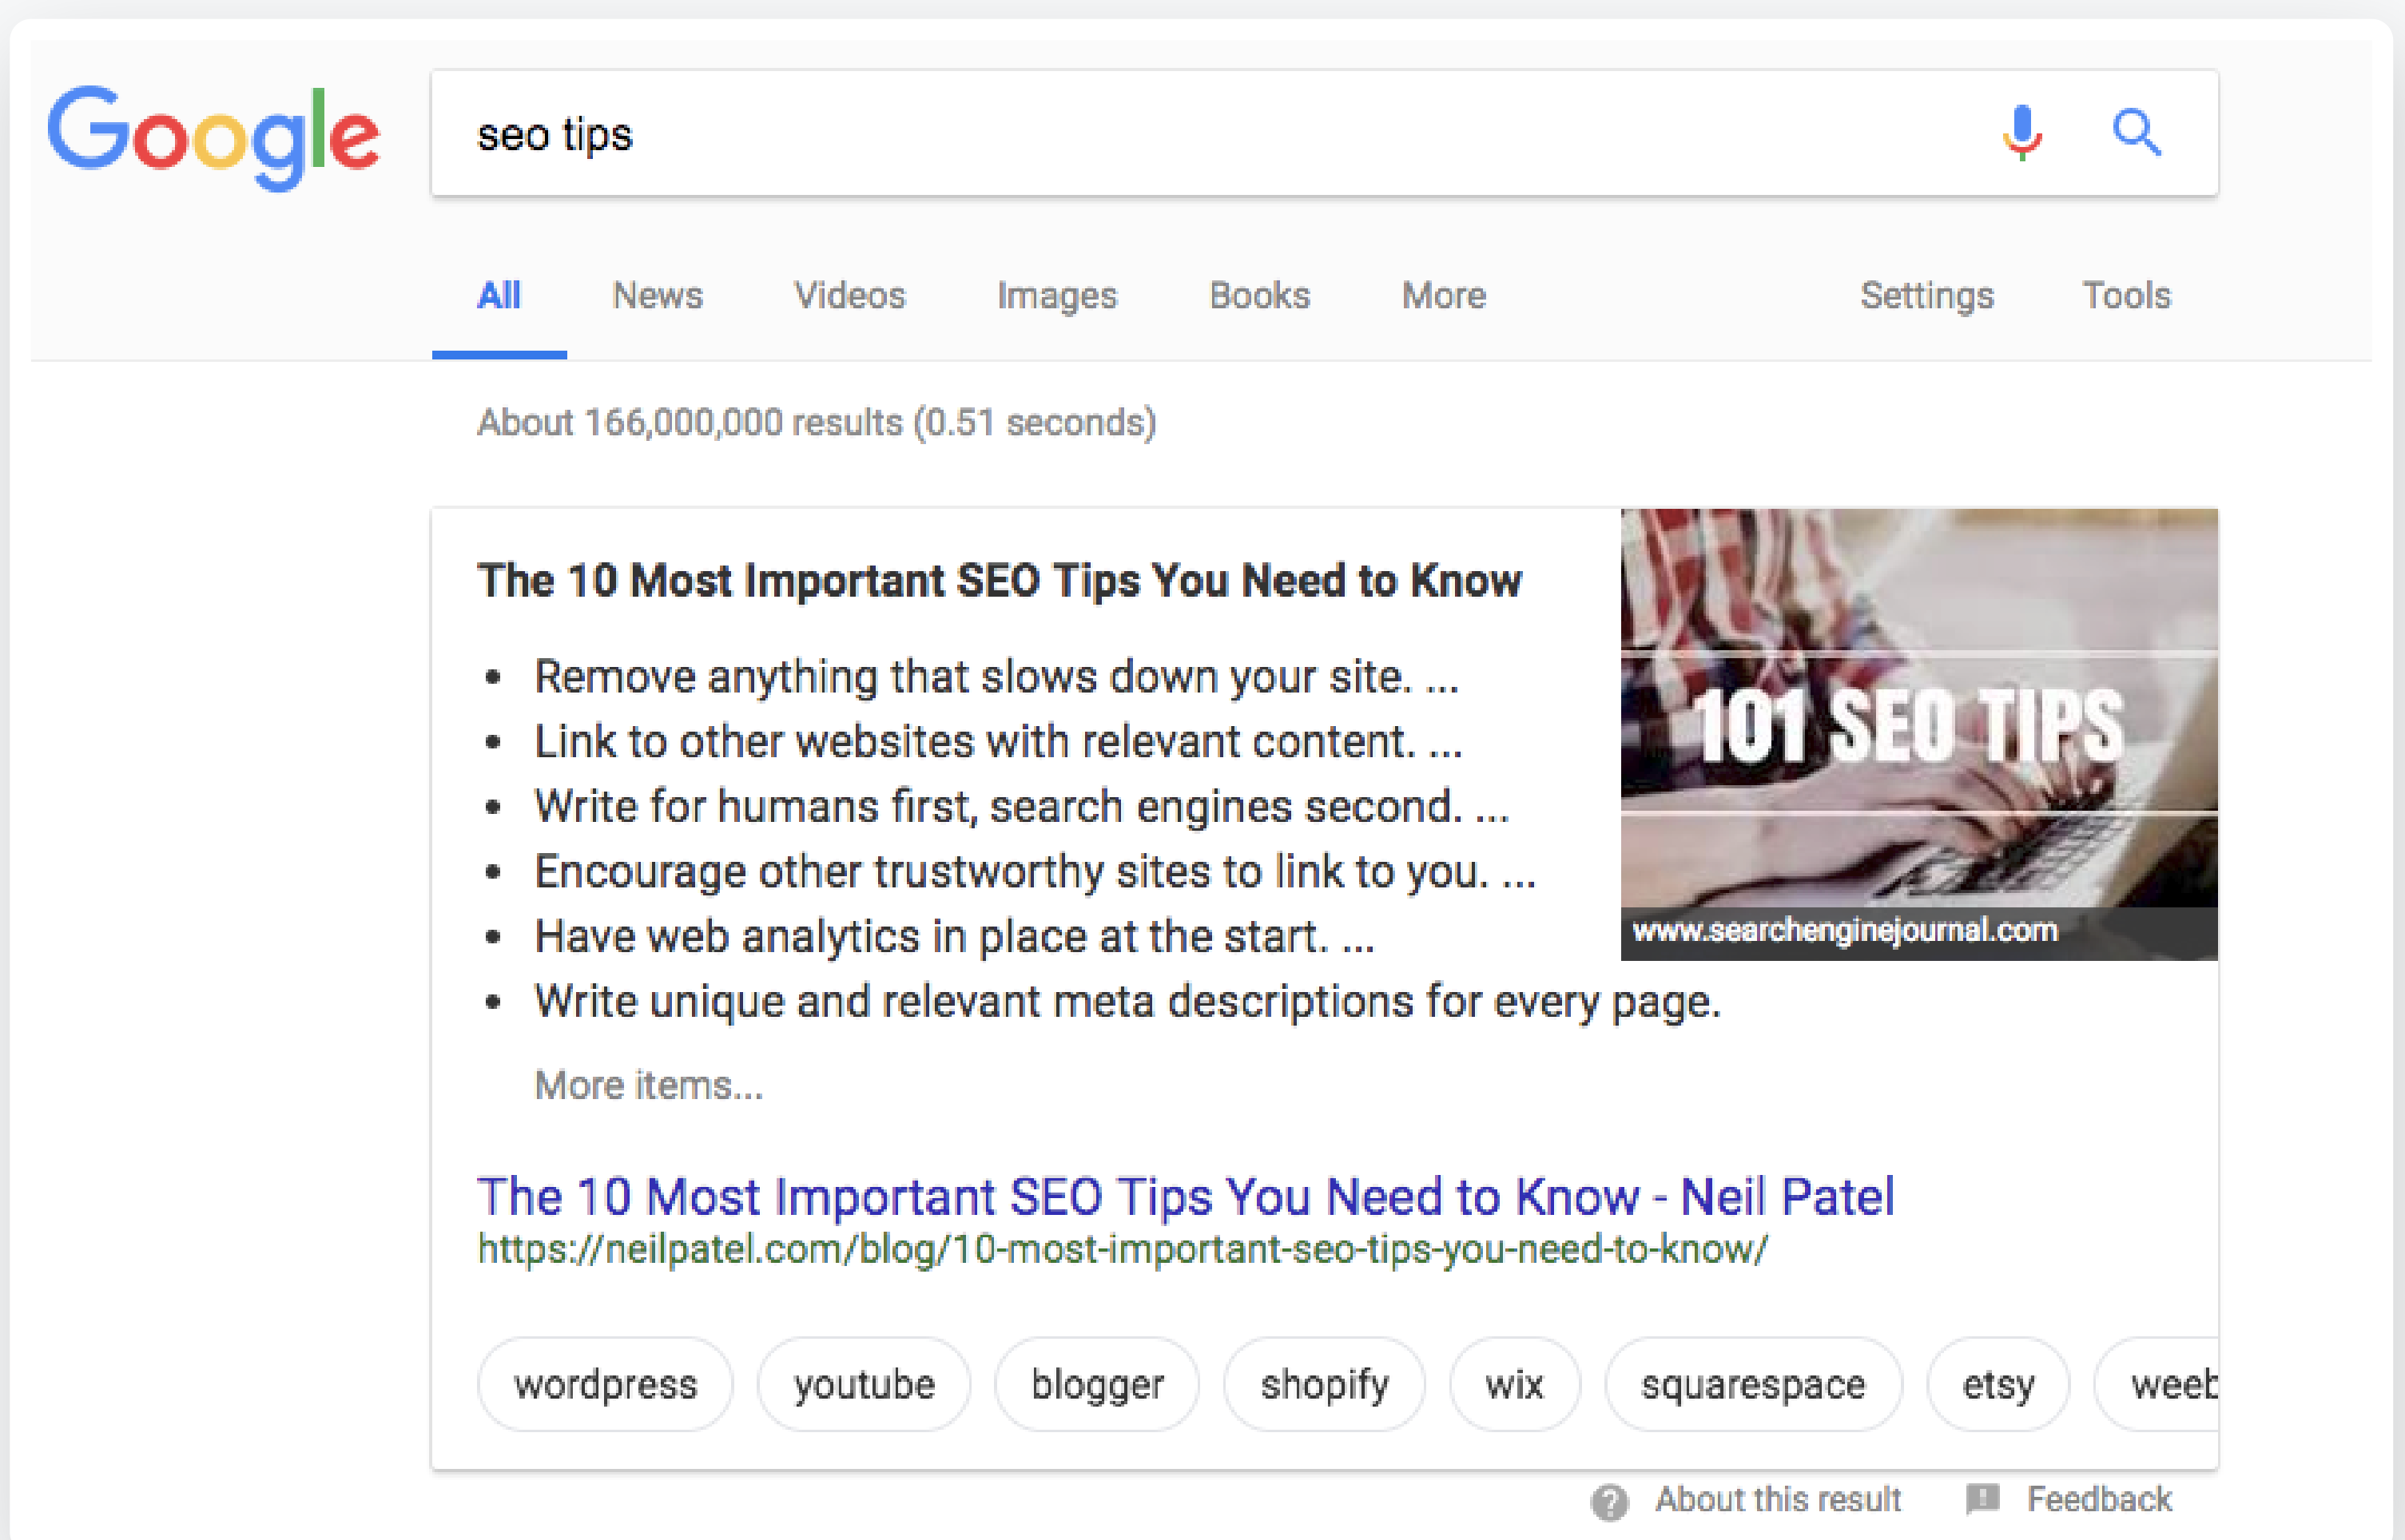 Google
seo tips
All News Videos Images Books More Settings Tools
About 166,000,000 results (0.51 seconds)
The 10 Most Important SEO Tips You Need to Know
• Remove anything that slows down your site. ...
• Link to other websites with relevant content. ...
• Write for humans first, search engines second. ...
• Encourage other trustworthy sites to link to you. ...
• Have web analytics in place at the start. ...
• Write unique and relevant meta descriptions for every page.
More items...
101 SEO TIPS
www.searchenginejournal.com
The 10 Most Important SEO Tips You Need to Know - Neil Patel
https://neilpatel.com/blog/10-most-important-seo-tips-you-need-to-know/
wordpress youtube blogger shopify wix squarespace etsy weeb
About this result Feedback